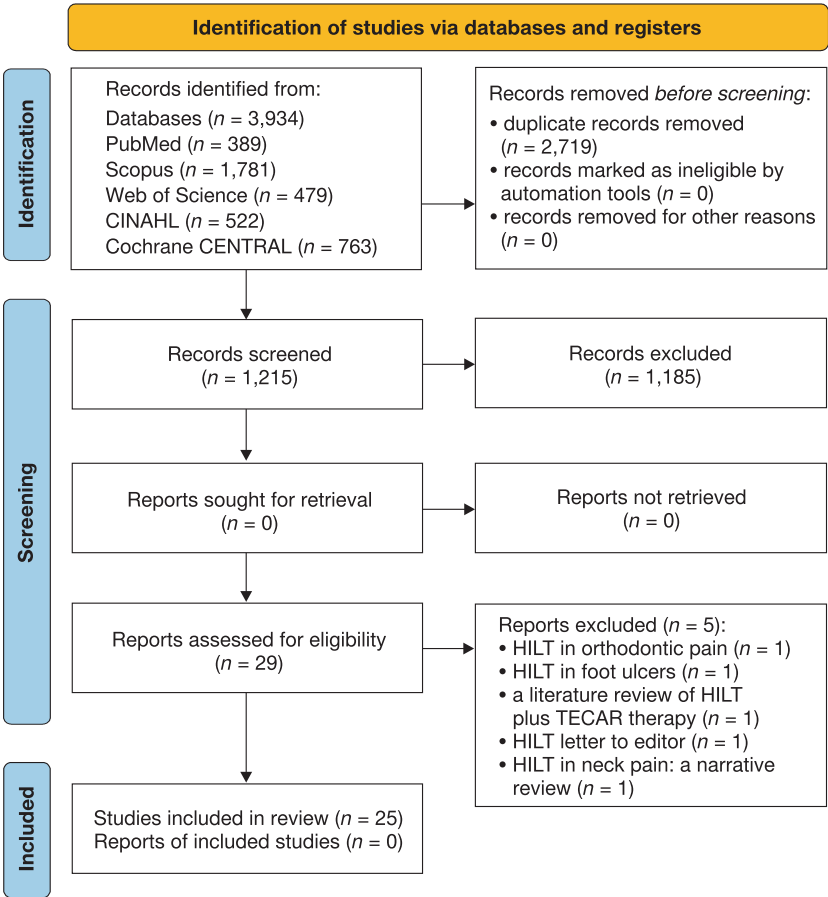 Identification of studies via databases and registers
Identification
Records identified from:
Databases (n = 3,934)
PubMed (n = 389)
Scopus (n = 1,781)
Web of Science (n = 479)
CINAHL (n = 522)
Cochrane CENTRAL (n = 763)
Records removed before screening:
• duplicate records removed
(n = 2,719)
• records marked as ineligible by
automation tools (n = 0)
• records removed for other reasons
(n = 0)
Screening
Records screened
(n = 1,215)
Records excluded
(n = 1,185)
Reports sought for retrieval
(n = 0)
Reports not retrieved
(n = 0)
Reports assessed for eligibility
(n = 29)
Reports excluded (n = 5):
• HILT in orthodontic pain (n = 1)
• HILT in foot ulcers (n = 1)
• a literature review of HILT
plus TECAR therapy (n = 1)
• HILT letter to editor (n = 1)
• HILT in neck pain: a narrative
review (n = 1)
Included
Studies included in review (n = 25)
Reports of included studies (n = 0)